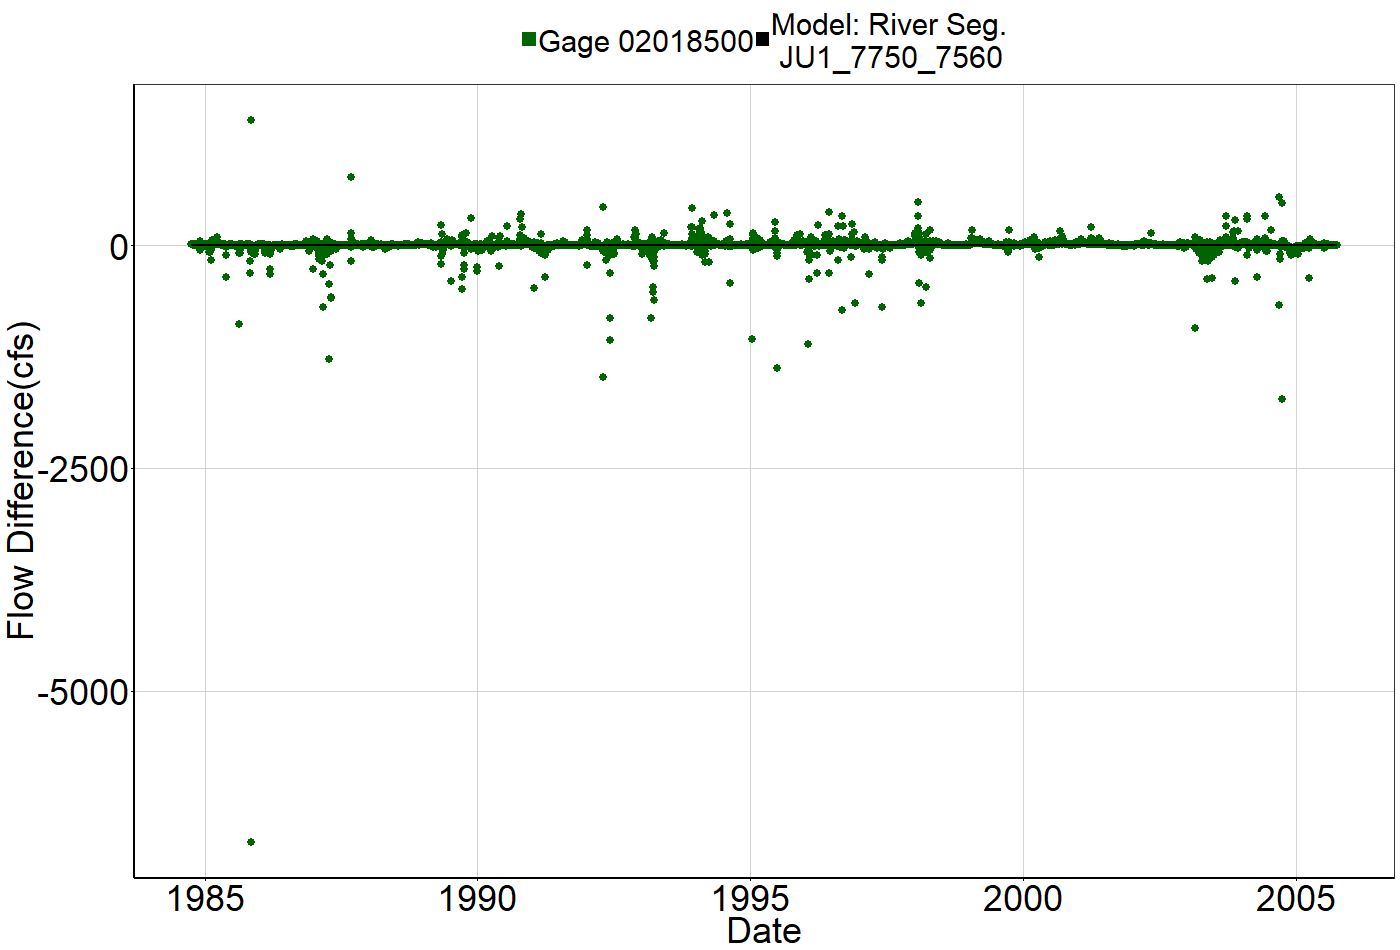 Gage 02018500
Model: River Seg.
JU1_7750_7560
Flow Difference(cfs)
0
-2500
-5000
1985
1990
1995
2000
2005
Date